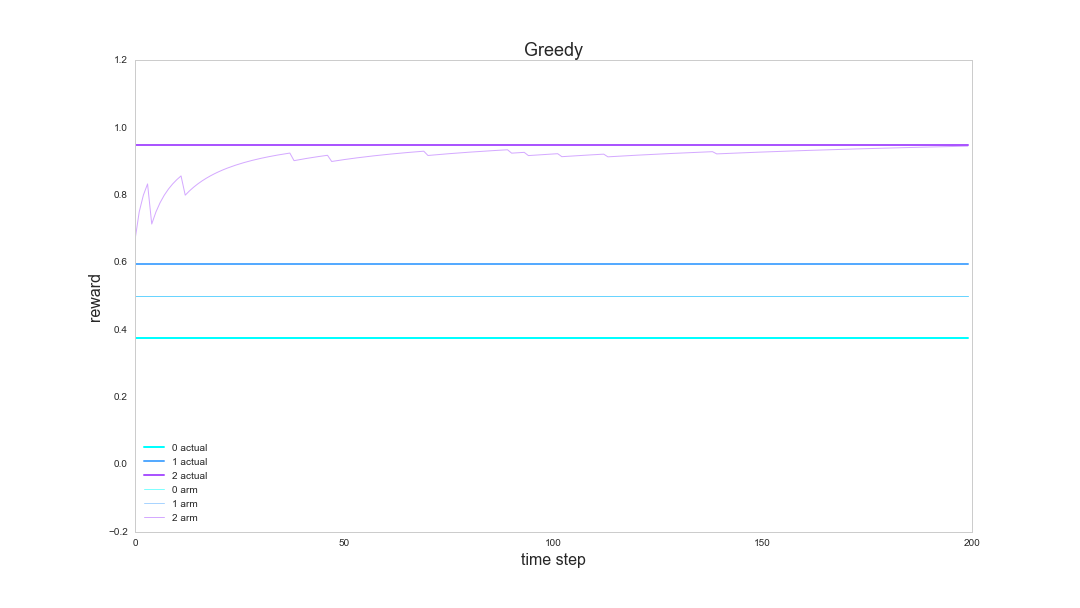 Greedy
1.2
1.0
0.8
0.6
0.4
0.2
0.0
−0.2
reward
0 actual
1 actual
2 actual
0 arm
1 arm
2 arm
0 50 100 150 200
time step